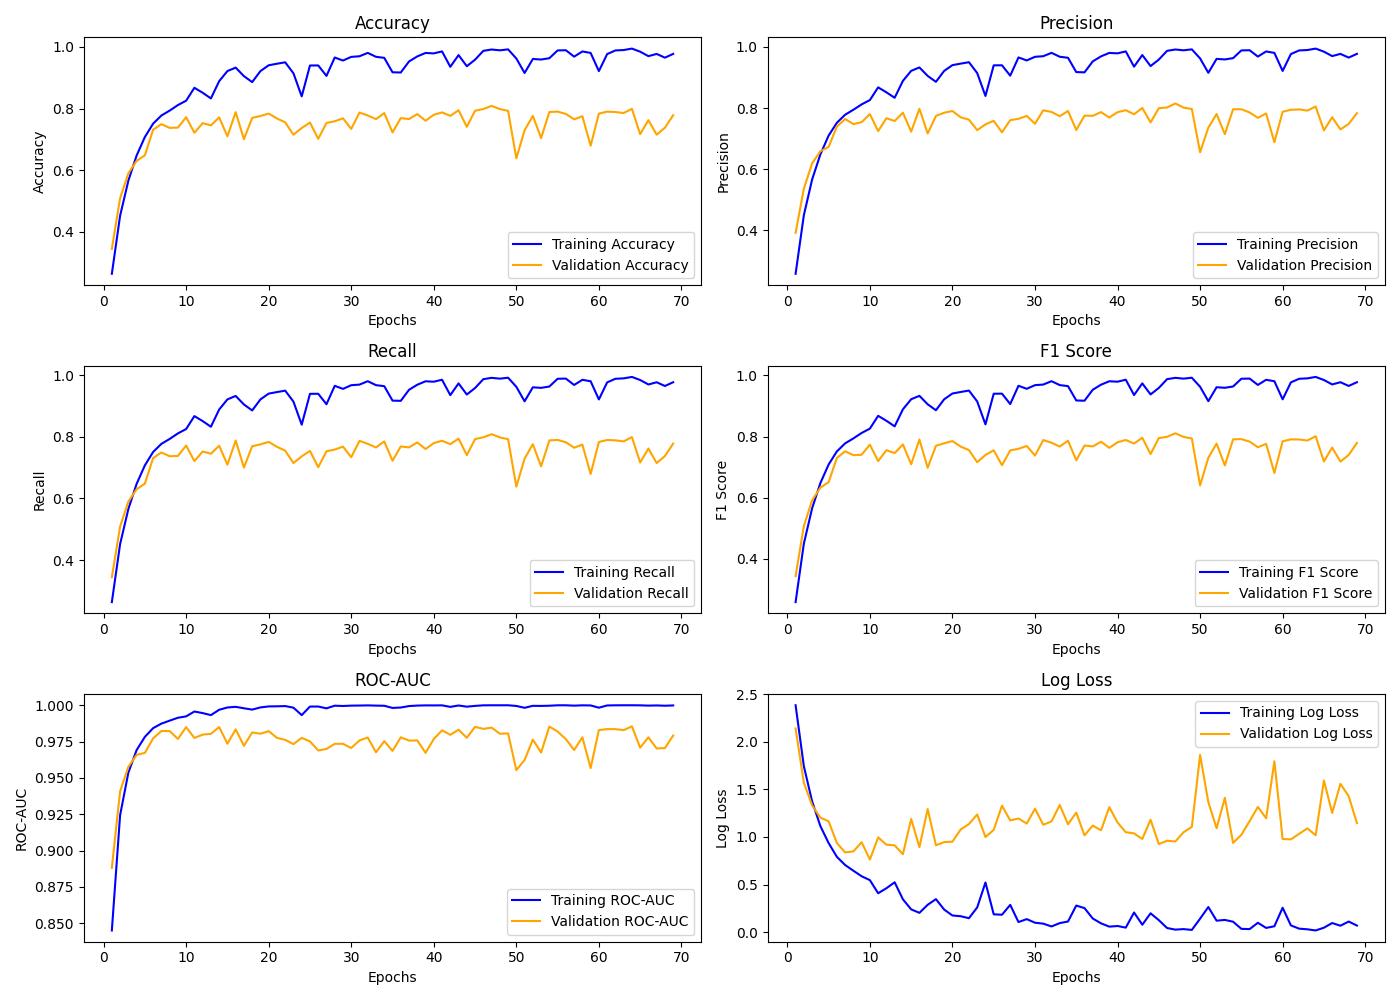 Accuracy
1.0
0.8
0.6
0.4
Accuracy
Training Accuracy
Validation Accuracy
0 10 20 30 40 50 60 70
Epochs
Precision
1.0
0.8
0.6
0.4
Precision
Training Precision
Validation Precision
0 10 20 30 40 50 60 70
Epochs
Recall
1.0
0.8
0.6
0.4
Recall
Training Recall
Validation Recall
0 10 20 30 40 50 60 70
Epochs
F1 Score
1.0
0.8
0.6
0.4
F1 Score
Training F1 Score
Validation F1 Score
0 10 20 30 40 50 60 70
Epochs
ROC-AUC
1.000
0.975
0.950
0.925
0.900
0.875
0.850
ROC-AUC
Training ROC-AUC
Validation ROC-AUC
0 10 20 30 40 50 60 70
Epochs
Log Loss
2.5
2.0
1.5
1.0
0.5
0.0
Log Loss
Training Log Loss
Validation Log Loss
0 10 20 30 40 50 60 70
Epochs